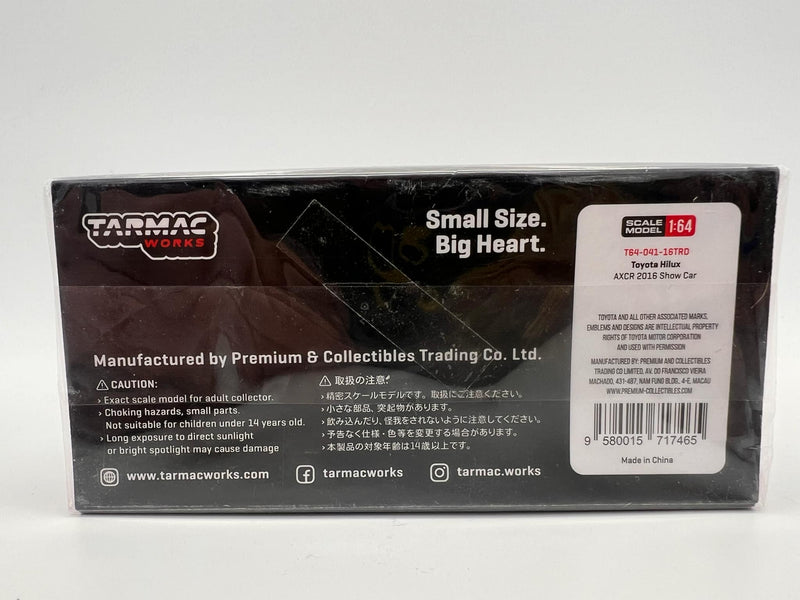 TARMAC
WORKS
Small Size.
Big Heart.
SCALE
MODEL 1:64
T64-041-16TRD
Toyota Hilux
AXCR 2016 Show Car
TOYOTA AND ALL OTHER ASSOCIATED MARKS,
EMBLEMS AND DESIGNS ARE INTELLECTUAL PROPERTY
RIGHTS OF TOYOTA MOTOR CORPORATION
AND USED WITH PERMISSION
MANUFACTURED BY: PREMIUM AND COLLECTIBLES
TRADING CO LIMITED, AV. DO FRANCISCO VIEIRA
MACHADO, 431-487, NAM FUNG BLDG., 4-E, MACAU
WWW.PREMIUM-COLLECTIBLES.COM
9 580015 717465
Made in China
Manufactured by Premium & Collectibles Trading Co. Ltd.
CAUTION:
› Exact scale model for adult collector.
› Choking hazards, small parts.
Not suitable for children under 14 years old.
› Long exposure to direct sunlight
or bright spotlight may cause damage
取扱の注意:
›精密スケールモデルです。取扱にご注意ください。
›小さな部品、突起物があります。
›飲み込んだり、怪我をされないように注意してください。
›予告なく仕様・色等を変更する場合があります。
›本製品の対象年齢は14歳以上です。
www.tarmacworks.com
tarmacworks
tarmac.works